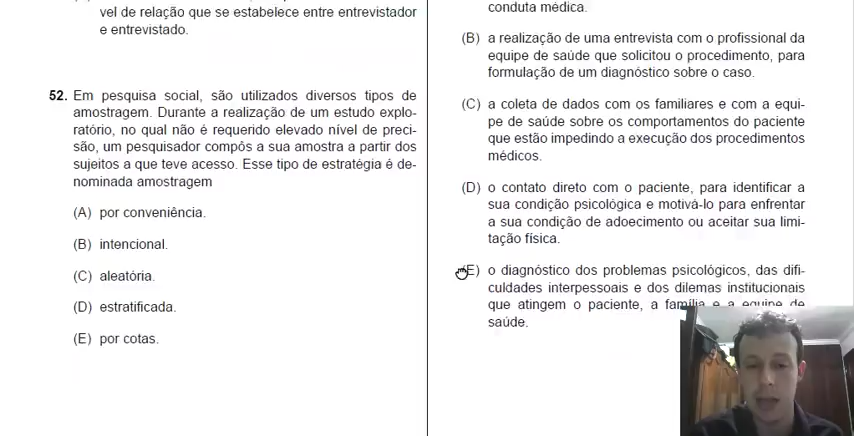 vel de relação que se estabelece entre entrevistador
e entrevistado.
52. Em pesquisa social, são utilizados diversos tipos de
amostragem. Durante a realização de um estudo explo-
ratório, no qual não é requerido elevado nível de preci-
são, um pesquisador compôs a sua amostra a partir dos
sujeitos a que teve acesso. Esse tipo de estratégia é de-
nominada amostragem
(A) por conveniência.
(B) intencional.
(C) aleatória.
(D) estratificada.
(E) por cotas.
conduta médica.
(B) a realização de uma entrevista com o profissional da
equipe de saúde que solicitou o procedimento, para
formulação de um diagnóstico sobre o caso.
(C) a coleta de dados com os familiares e com a equi-
pe de saúde sobre os comportamentos do paciente
que estão impedindo a execução dos procedimentos
médicos.
(D) o contato direto com o paciente, para identificar a
sua condição psicológica e motivá-lo para enfrentar
a sua condição de adoecimento ou aceitar sua limi-
tação física.
(E) o diagnóstico dos problemas psicológicos, das difi-
culdades interpessoais e dos dilemas institucionais
que atingem o paciente, a família e a equipe de
saúde.